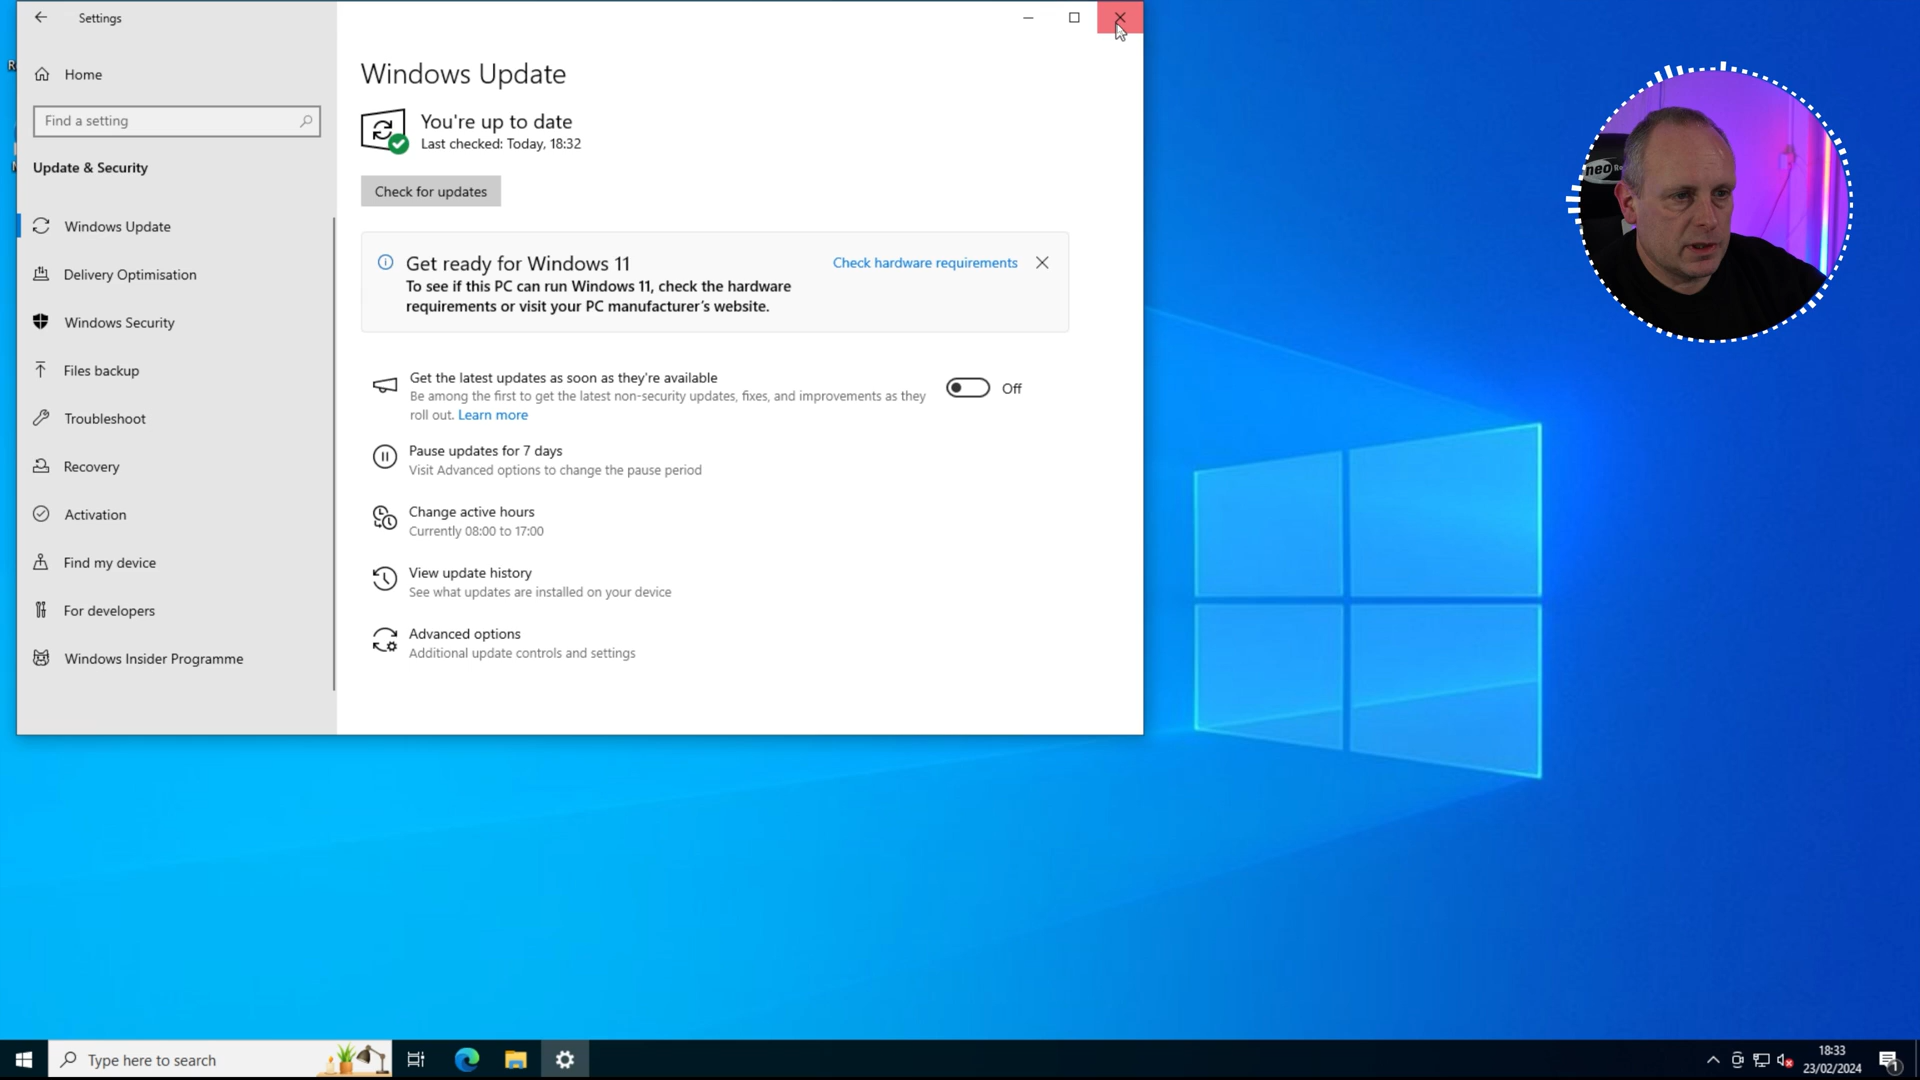 Settings
Home
Find a setting
Update & Security
Windows Update
Delivery Optimisation
Windows Security
Files backup
Troubleshoot
Recovery
Activation
Find my device
For developers
Windows Insider Programme
Windows Update
You're up to date
Last checked: Today, 18:32
Check for updates
Get ready for Windows 11
Check hardware requirements
To see if this PC can run Windows 11, check the hardware
requirements or visit your PC manufacturer's website.
Get the latest updates as soon as they're available
Be among the first to get the latest non-security updates, fixes, and improvements as they
roll out. Learn more
Off
Pause updates for 7 days
Visit Advanced options to change the pause period
Change active hours
Currently 08:00 to 17:00
View update history
See what updates are installed on your device
Advanced options
Additional update controls and settings
neo
Type here to search
18:33
23/02/2024
1